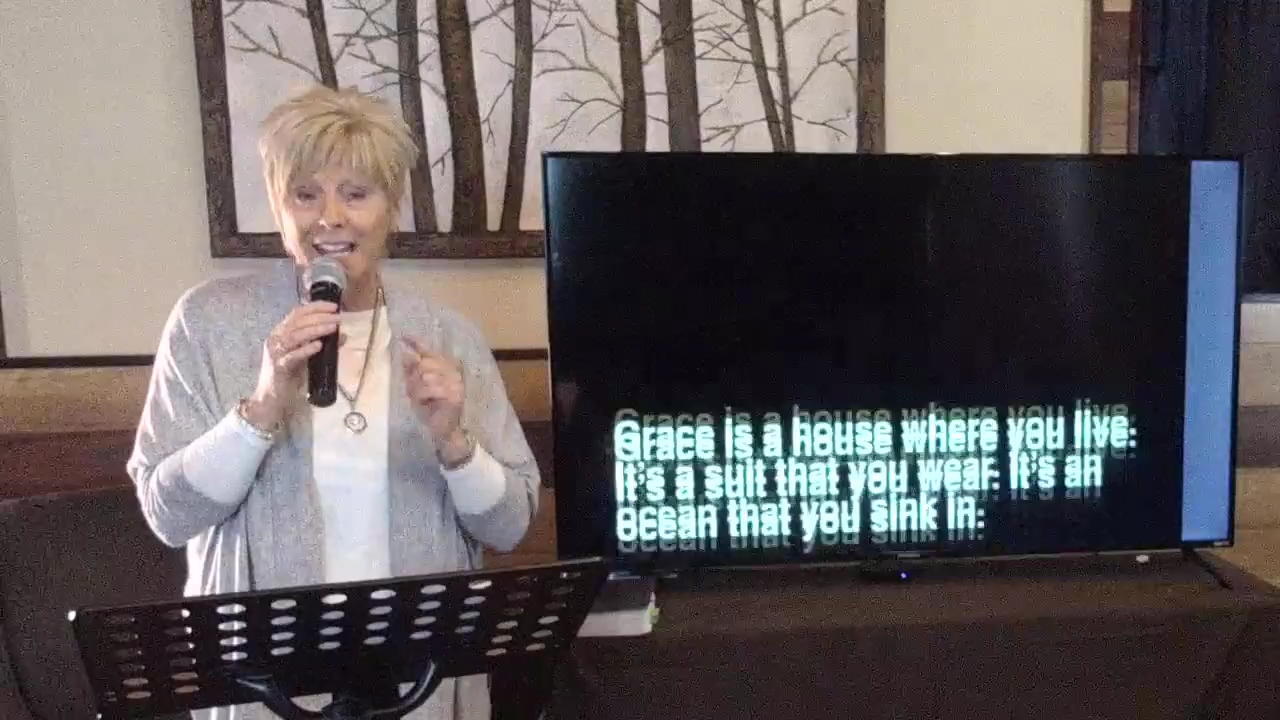 Grace is a house where you live.
It's a suit that you wear. It's an
ocean that you sink in.